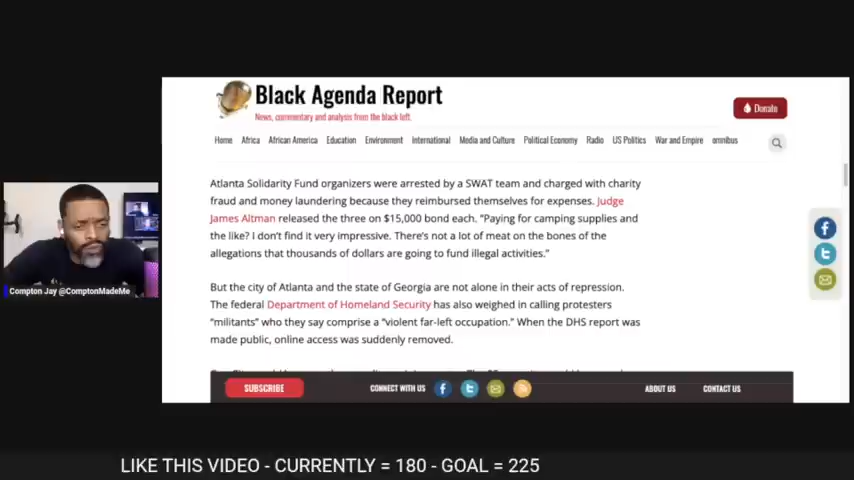 Black Agenda Report
News, commentary and analysis from the black left.
Donate
Home Africa African America Education Environment International Media and Culture Political Economy Radio US Politics War and Empire omnibus
Atlanta Solidarity Fund organizers were arrested by a SWAT team and charged with charity
fraud and money laundering because they reimbursed themselves for expenses. Judge
James Altman released the three on $15,000 bond each. “Paying for camping supplies and
the like? I don’t find it very impressive. There’s not a lot of meat on the bones of the
allegations that thousands of dollars are going to fund illegal activities.”
But the city of Atlanta and the state of Georgia are not alone in their acts of repression.
The federal Department of Homeland Security has also weighed in calling protesters
“militants” who they say comprise a “violent far-left occupation.” When the DHS report was
made public, online access was suddenly removed.
Compton Jay @ComptonMadeMe
SUBSCRIBE CONNECT WITH US ABOUT US CONTACT US
LIKE THIS VIDEO - CURRENTLY = 180 - GOAL = 225